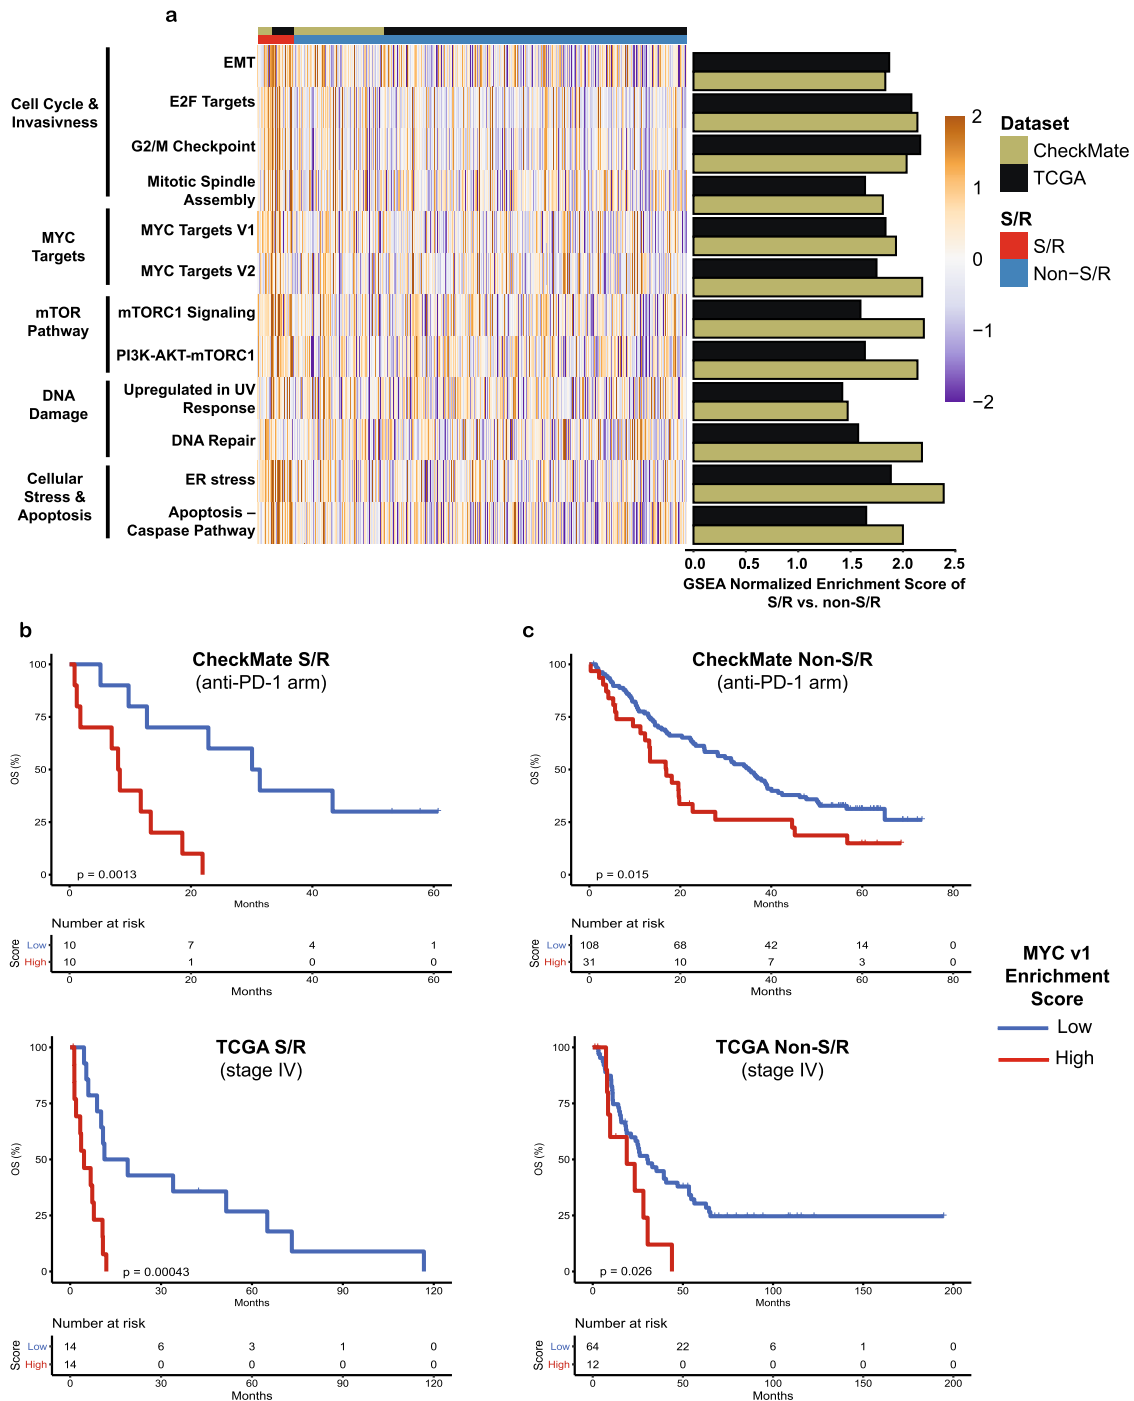 a
EMT
E2F Targets
Cell Cycle &
Invasivness
G2/M Checkpoint
Mitotic Spindle
Assembly
MYC Targets V1
MYC
Targets
MYC Targets V2
mTORC1 Signaling
mTOR
Pathway
PI3K-AKT-mTORC1
Upregulated in UV
Response
DNA
Damage
DNA Repair
ER stress
Cellular
Stress &
Apoptosis
Apoptosis –
Caspase Pathway
0.0 0.5 1.0 1.5 2.0 2.5
GSEA Normalized Enrichment Score of
S/R vs. non-S/R
2
1
0
−1
−2
Dataset
CheckMate
TCGA
S/R
S/R
Non−S/R
b
CheckMate S/R
(anti-PD-1 arm)
100
75
50
25
0
OS (%)
p = 0.0013
0 20 40 60
Months
Number at risk
Score
Low 10 7 4 1
High 10 1 0 0
0 20 40 60
Months
c
CheckMate Non-S/R
(anti-PD-1 arm)
100
75
50
25
0
OS (%)
p = 0.015
0 20 40 60 80
Months
Number at risk
Score
Low 108 68 42 14 0
High 31 10 7 3 0
0 20 40 60 80
Months
MYC v1
Enrichment
Score
Low
High
TCGA S/R
(stage IV)
100
75
50
25
0
OS (%)
p = 0.00043
0 30 60 90 120
Months
Number at risk
Score
Low 14 6 3 1 0
High 14 0 0 0 0
0 30 60 90 120
Months
TCGA Non-S/R
(stage IV)
100
75
50
25
0
OS (%)
p = 0.026
0 50 100 150 200
Months
Number at risk
Score
Low 64 22 6 1 0
High 12 0 0 0 0
0 50 100 150 200
Months